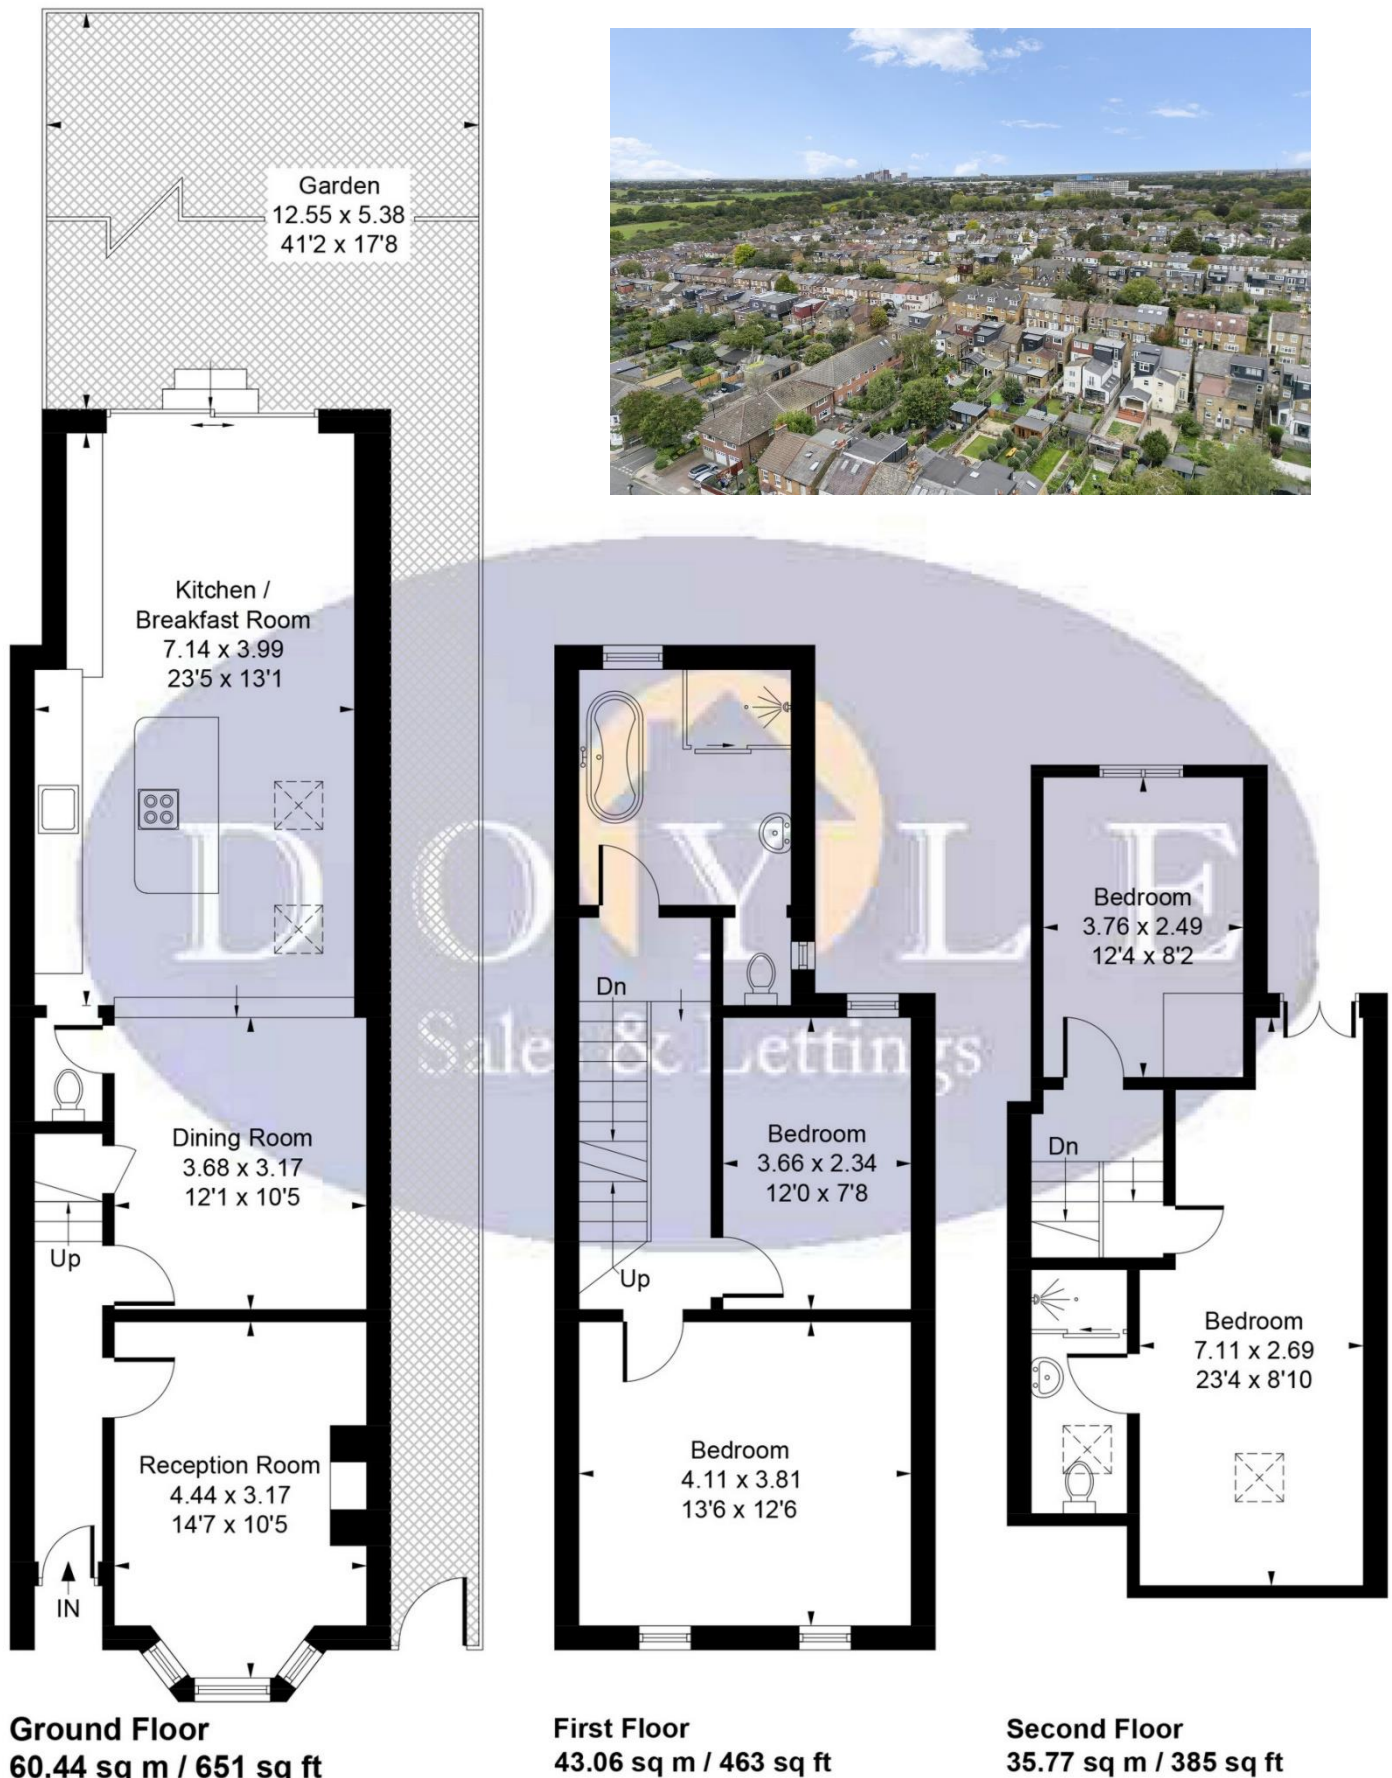 Garden
12.55 x 5.38
41'2 x 17'8
Kitchen /
Breakfast Room
7.14 x 3.99
23'5 x 13'1
Dining Room
3.68 x 3.17
12'1 x 10'5
Up
Reception Room
4.44 x 3.17
14'7 x 10'5
IN
Ground Floor
60.44 sq m / 651 sq ft
DOYLE
Sales & Lettings
Dn
Bedroom
3.66 x 2.34
12'0 x 7'8
Up
Bedroom
4.11 x 3.81
13'6 x 12'6
First Floor
43.06 sq m / 463 sq ft
Bedroom
3.76 x 2.49
12'4 x 8'2
Dn
Bedroom
7.11 x 2.69
23'4 x 8'10
Second Floor
35.77 sq m / 385 sq ft